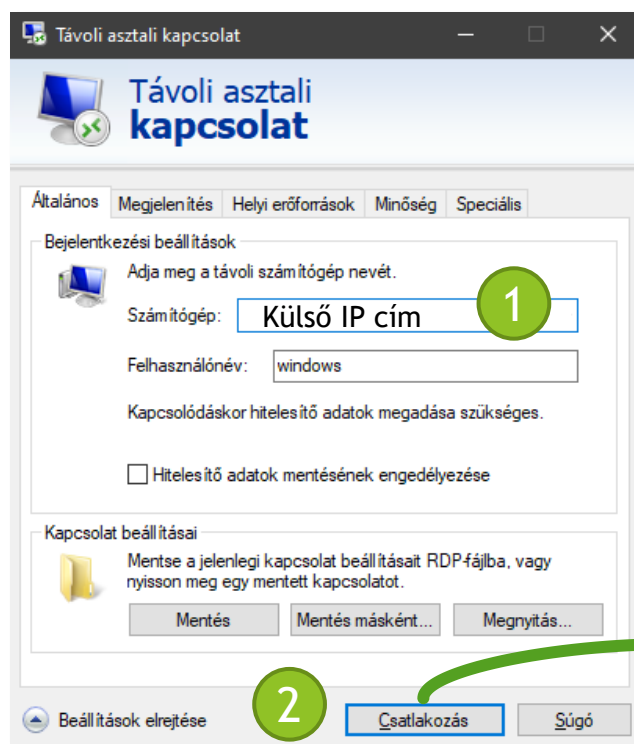 Távoli asztali kapcsolat
Távoli asztali
kapcsolat
Általános Megjelenítés Helyi erőforrások Minőség Speciális
Bejelentkezési beállítások
Adja meg a távoli számítógép nevét.
Számítógép: Külső IP cím
1
Felhasználónév: windows
Kapcsolódáskor hitelesítő adatok megadása szükséges.
Hitelesítő adatok mentésének engedélyezése
Kapcsolat beállításai
Mentse a jelenlegi kapcsolat beállításait RDP-fájlba, vagy
nyisson meg egy mentett kapcsolatot.
Mentés Mentés másként... Megnyitás...
Beállítások elrejtése 2 Csatlakozás Súgó